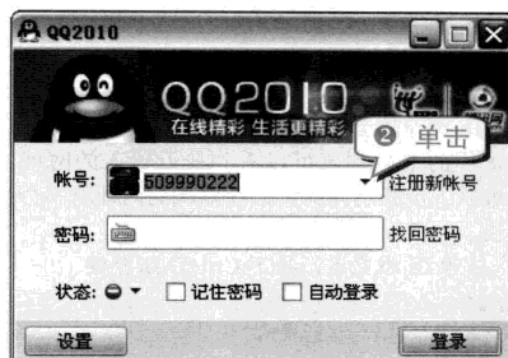 QQ2010
QQ2010
在线精彩 生活更精彩
❷ 单击
帐号: 509990222 注册新帐号
密码: 找回密码
状态: 记住密码 自动登录
设置 登录